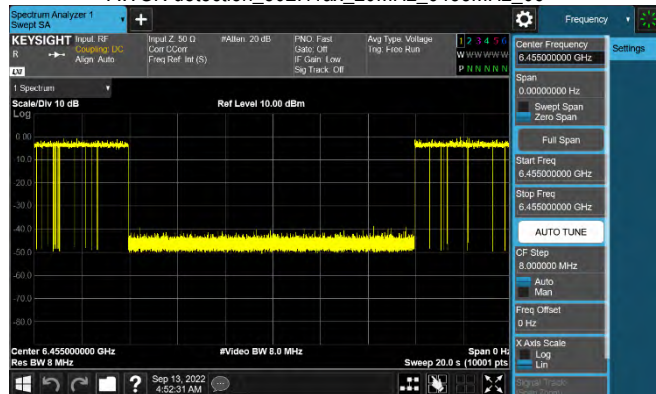 Spectrum Analyzer 1
Swept SA
+
Frequency
KEYSIGHT
Input: RF
Coupling: DC
Align: Auto
Input Z: 50 Ω
Corr CCorr
Freq Ref: Int (S)
#Atten: 20 dB
PNO: Fast
Gate: Off
IF Gain: Low
Sig Track: Off
Avg Type: Voltage
Trig: Free Run
1 2 3 4 5 6
W W W W W W
P N N N N N
R
LXI
Center Frequency
6.455000000 GHz
Settings
Span
0.00000000 Hz
Swept Span
Zero Span
Full Span
Start Freq
6.455000000 GHz
Stop Freq
6.455000000 GHz
AUTO TUNE
CF Step
8.000000 MHz
Auto
Man
Freq Offset
0 Hz
X Axis Scale
Log
Lin
1 Spectrum
Scale/Div 10 dB
Ref Level 10.00 dBm
Log
0.00
-10.0
-20.0
-30.0
-40.0
-50.0
-60.0
-70.0
-80.0
Center 6.455000000 GHz
#Video BW 8.0 MHz
Span 0 Hz
Res BW 8 MHz
Sweep 20.0 s (10001 pts
?
Sep 13, 2022
4:52:31 AM